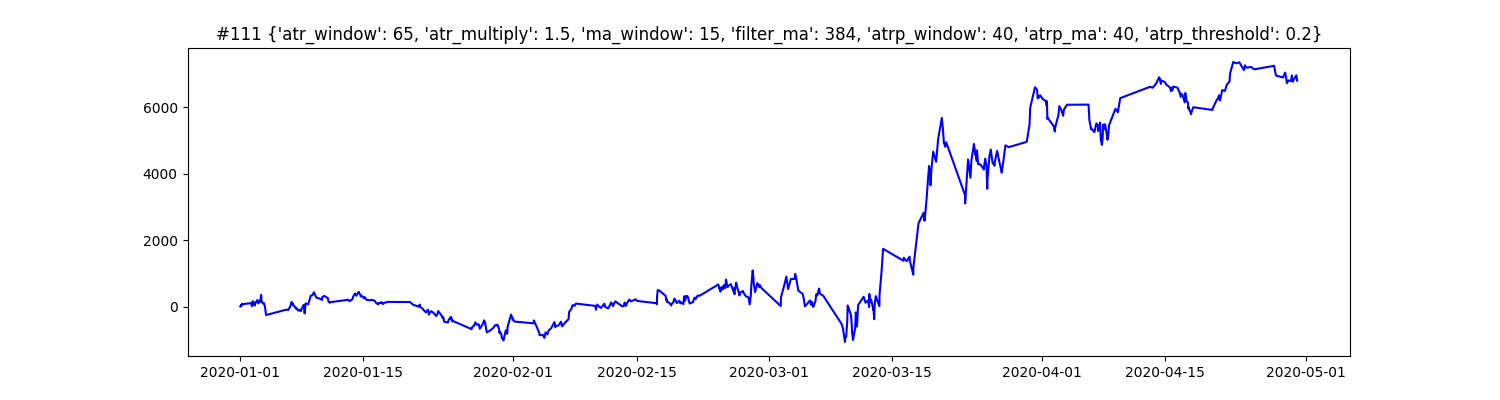 #111 {'atr_window': 65, 'atr_multiply': 1.5, 'ma_window': 15, 'filter_ma': 384, 'atrp_window': 40, 'atrp_ma': 40, 'atrp_threshold': 0.2}
6000
4000
2000
0
2020-01-01 2020-01-15 2020-02-01 2020-02-15 2020-03-01 2020-03-15 2020-04-01 2020-04-15 2020-05-01